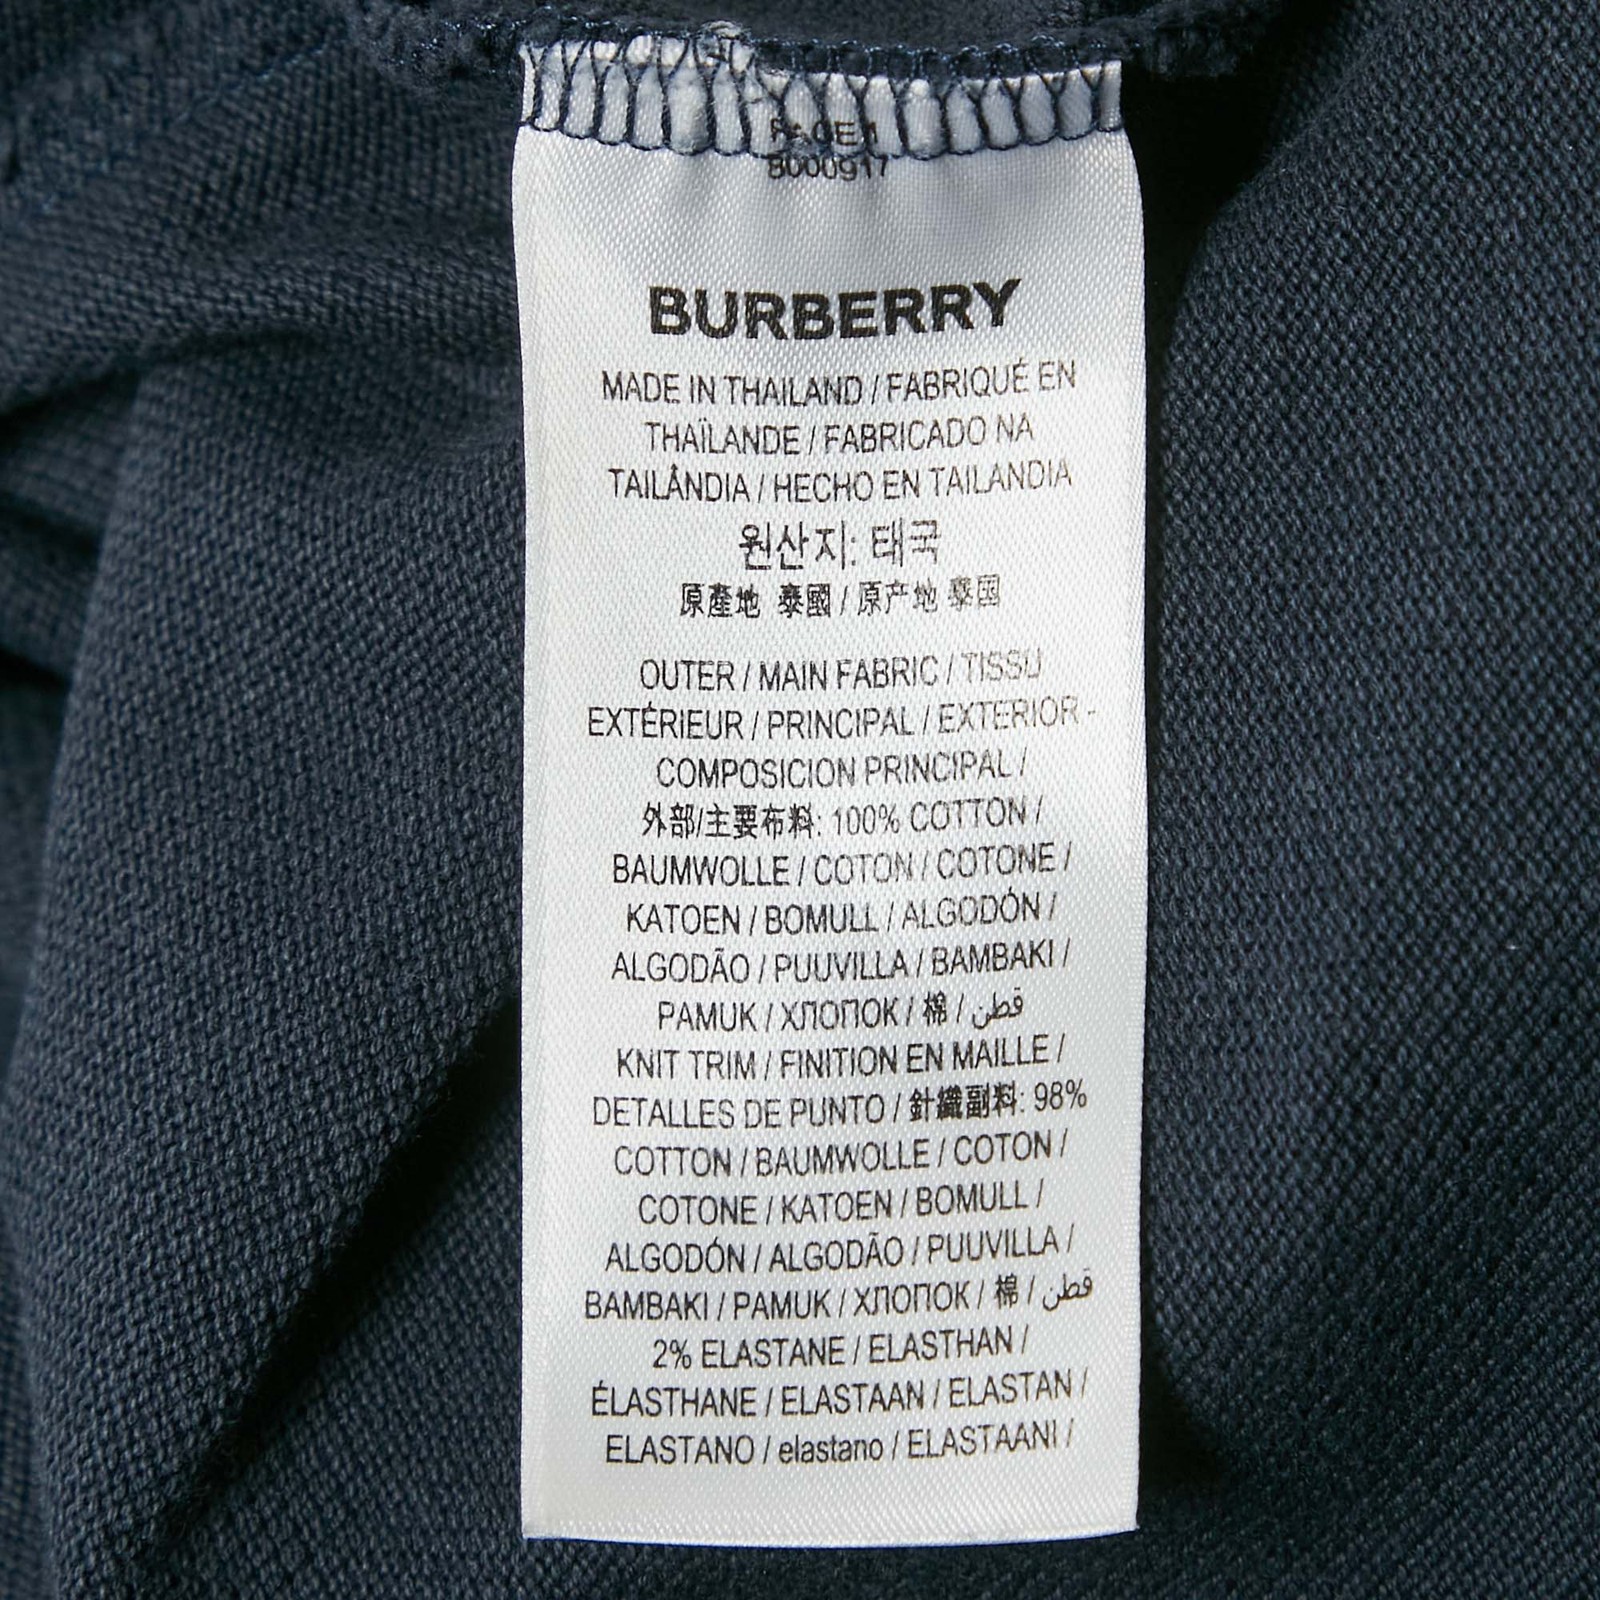 PAGE 1
8000917
BURBERRY
MADE IN THAILAND / FABRIQUÉ EN
THAÏLANDE / FABRICADO NA
TAILÂNDIA / HECHO EN TAILANDIA
원산지: 태국
原產地 泰國 / 原产地 泰国
OUTER / MAIN FABRIC / TISSU
EXTÉRIEUR / PRINCIPAL / EXTERIOR -
COMPOSICION PRINCIPAL /
外部/主要布料: 100% COTTON /
BAUMWOLLE / COTON / COTONE /
KATOEN / BOMULL / ALGODÓN /
ALGODÃO / PUUVILLA / BAMBAKI /
PAMUK / ХЛОПОК / 棉 / قطن
KNIT TRIM / FINITION EN MAILLE /
DETALLES DE PUNTO / 針織副料: 98%
COTTON / BAUMWOLLE / COTON /
COTONE / KATOEN / BOMULL /
ALGODÓN / ALGODÃO / PUUVILLA /
BAMBAKI / PAMUK / ХЛОПОК / 棉 / قطن
2% ELASTANE / ELASTHAN /
ÉLASTHANE / ELASTAAN / ELASTAN /
ELASTANO / elastano / ELASTAANI /